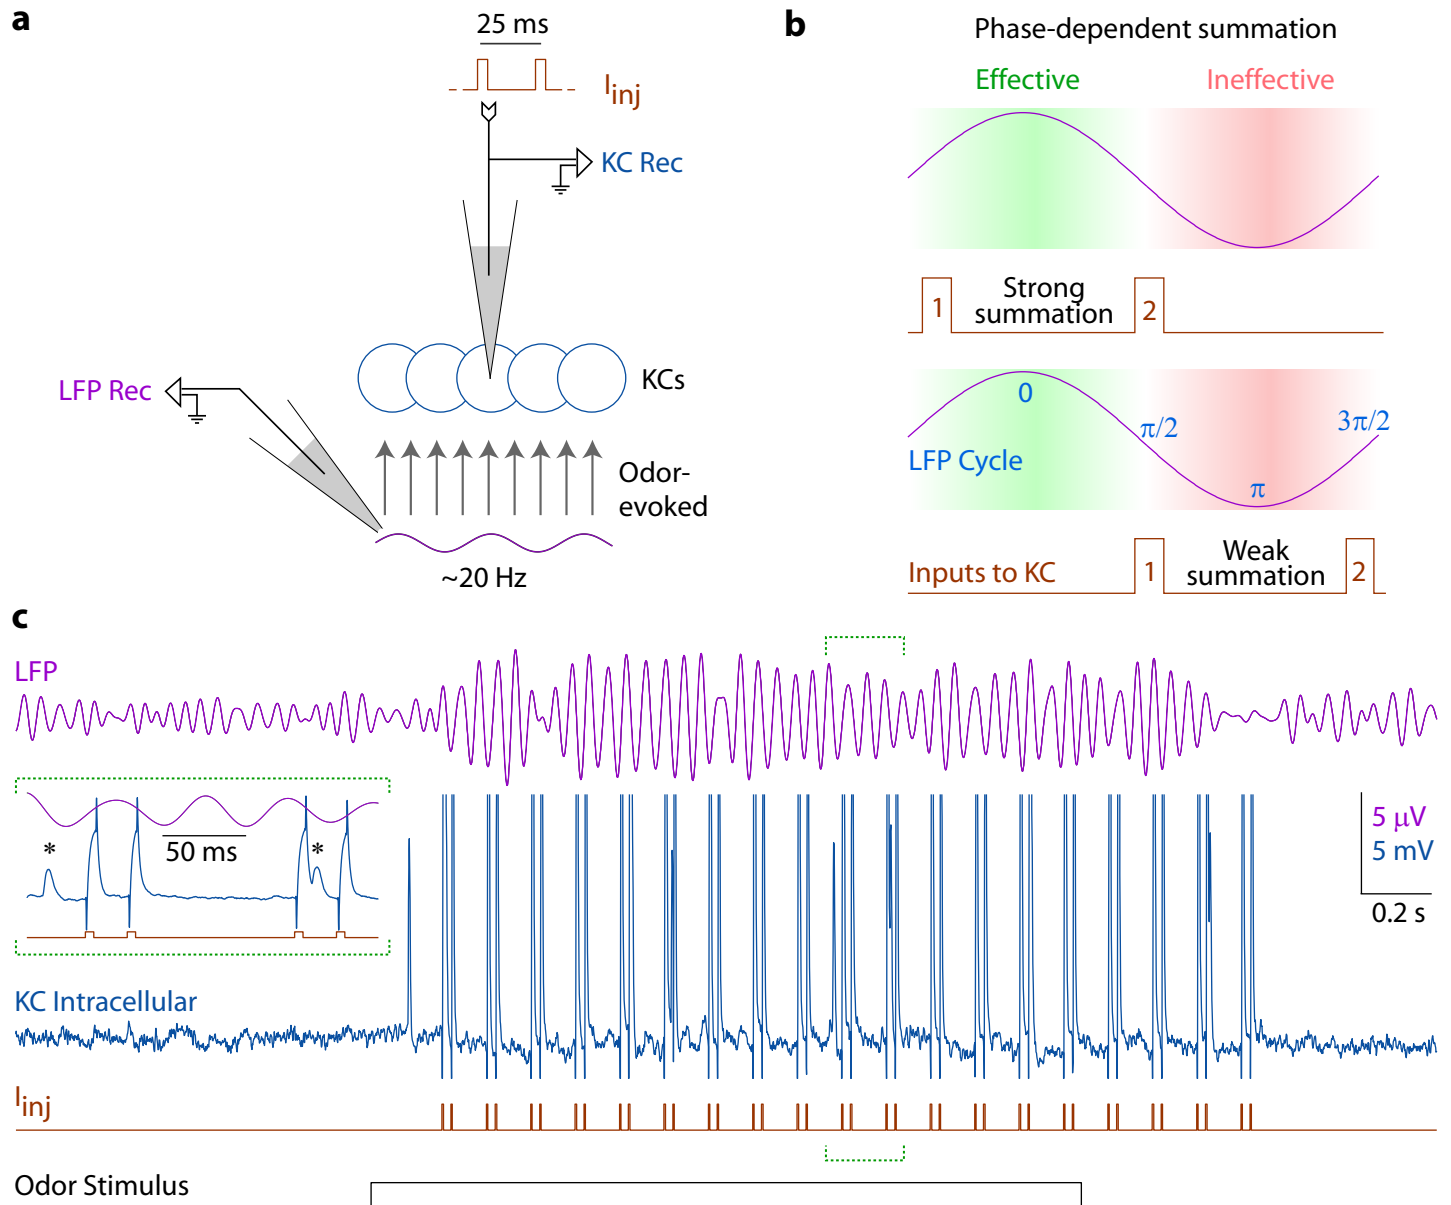 a
25 ms
Iinj
KC Rec
LFP Rec
KCs
Odor-
evoked
~20 Hz
b
Phase-dependent summation
Effective
Ineffective
1
Strong
summation
2
0
π/2
3π/2
LFP Cycle
π
Inputs to KC
1
Weak
summation
2
c
LFP
*
50 ms
*
5 μV
5 mV
0.2 s
KC Intracellular
Iinj
Odor Stimulus